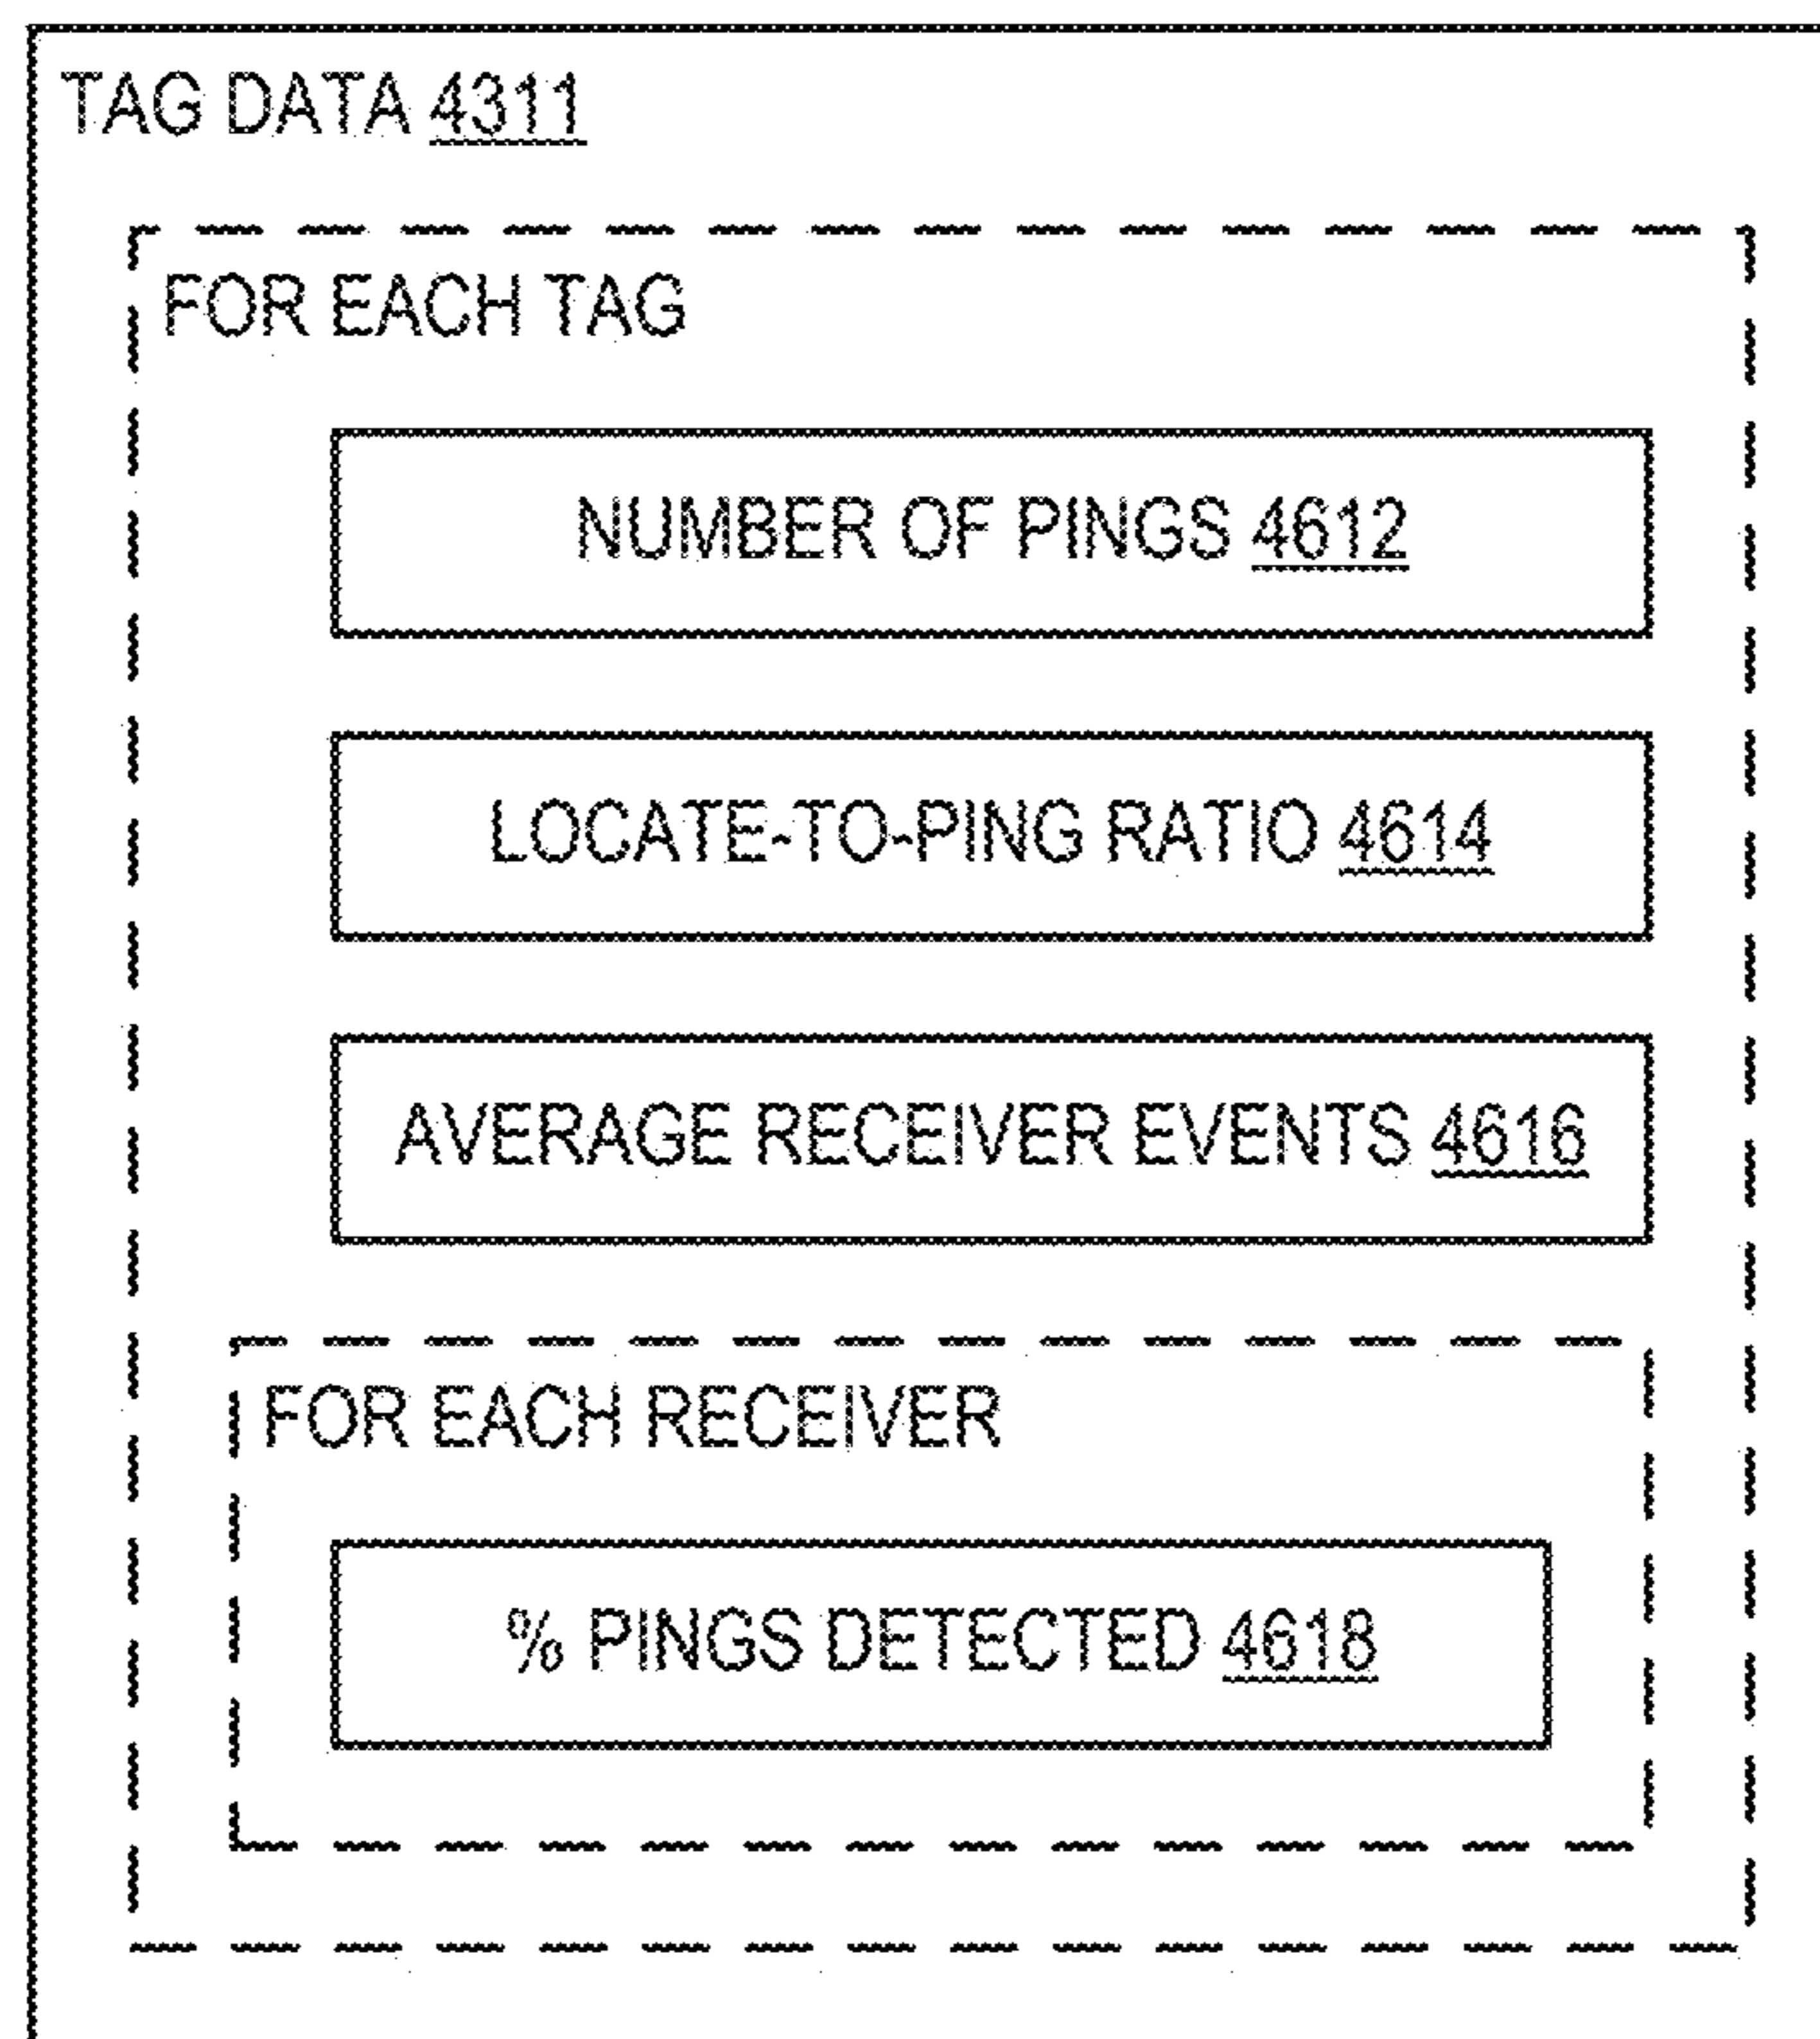 TAG DATA 4311
FOR EACH TAG
NUMBER OF PINGS 4612
LOCATE-TO-PING RATIO 4614
AVERAGE RECEIVER EVENTS 4616
FOR EACH RECEIVER
% PINGS DETECTED 4618